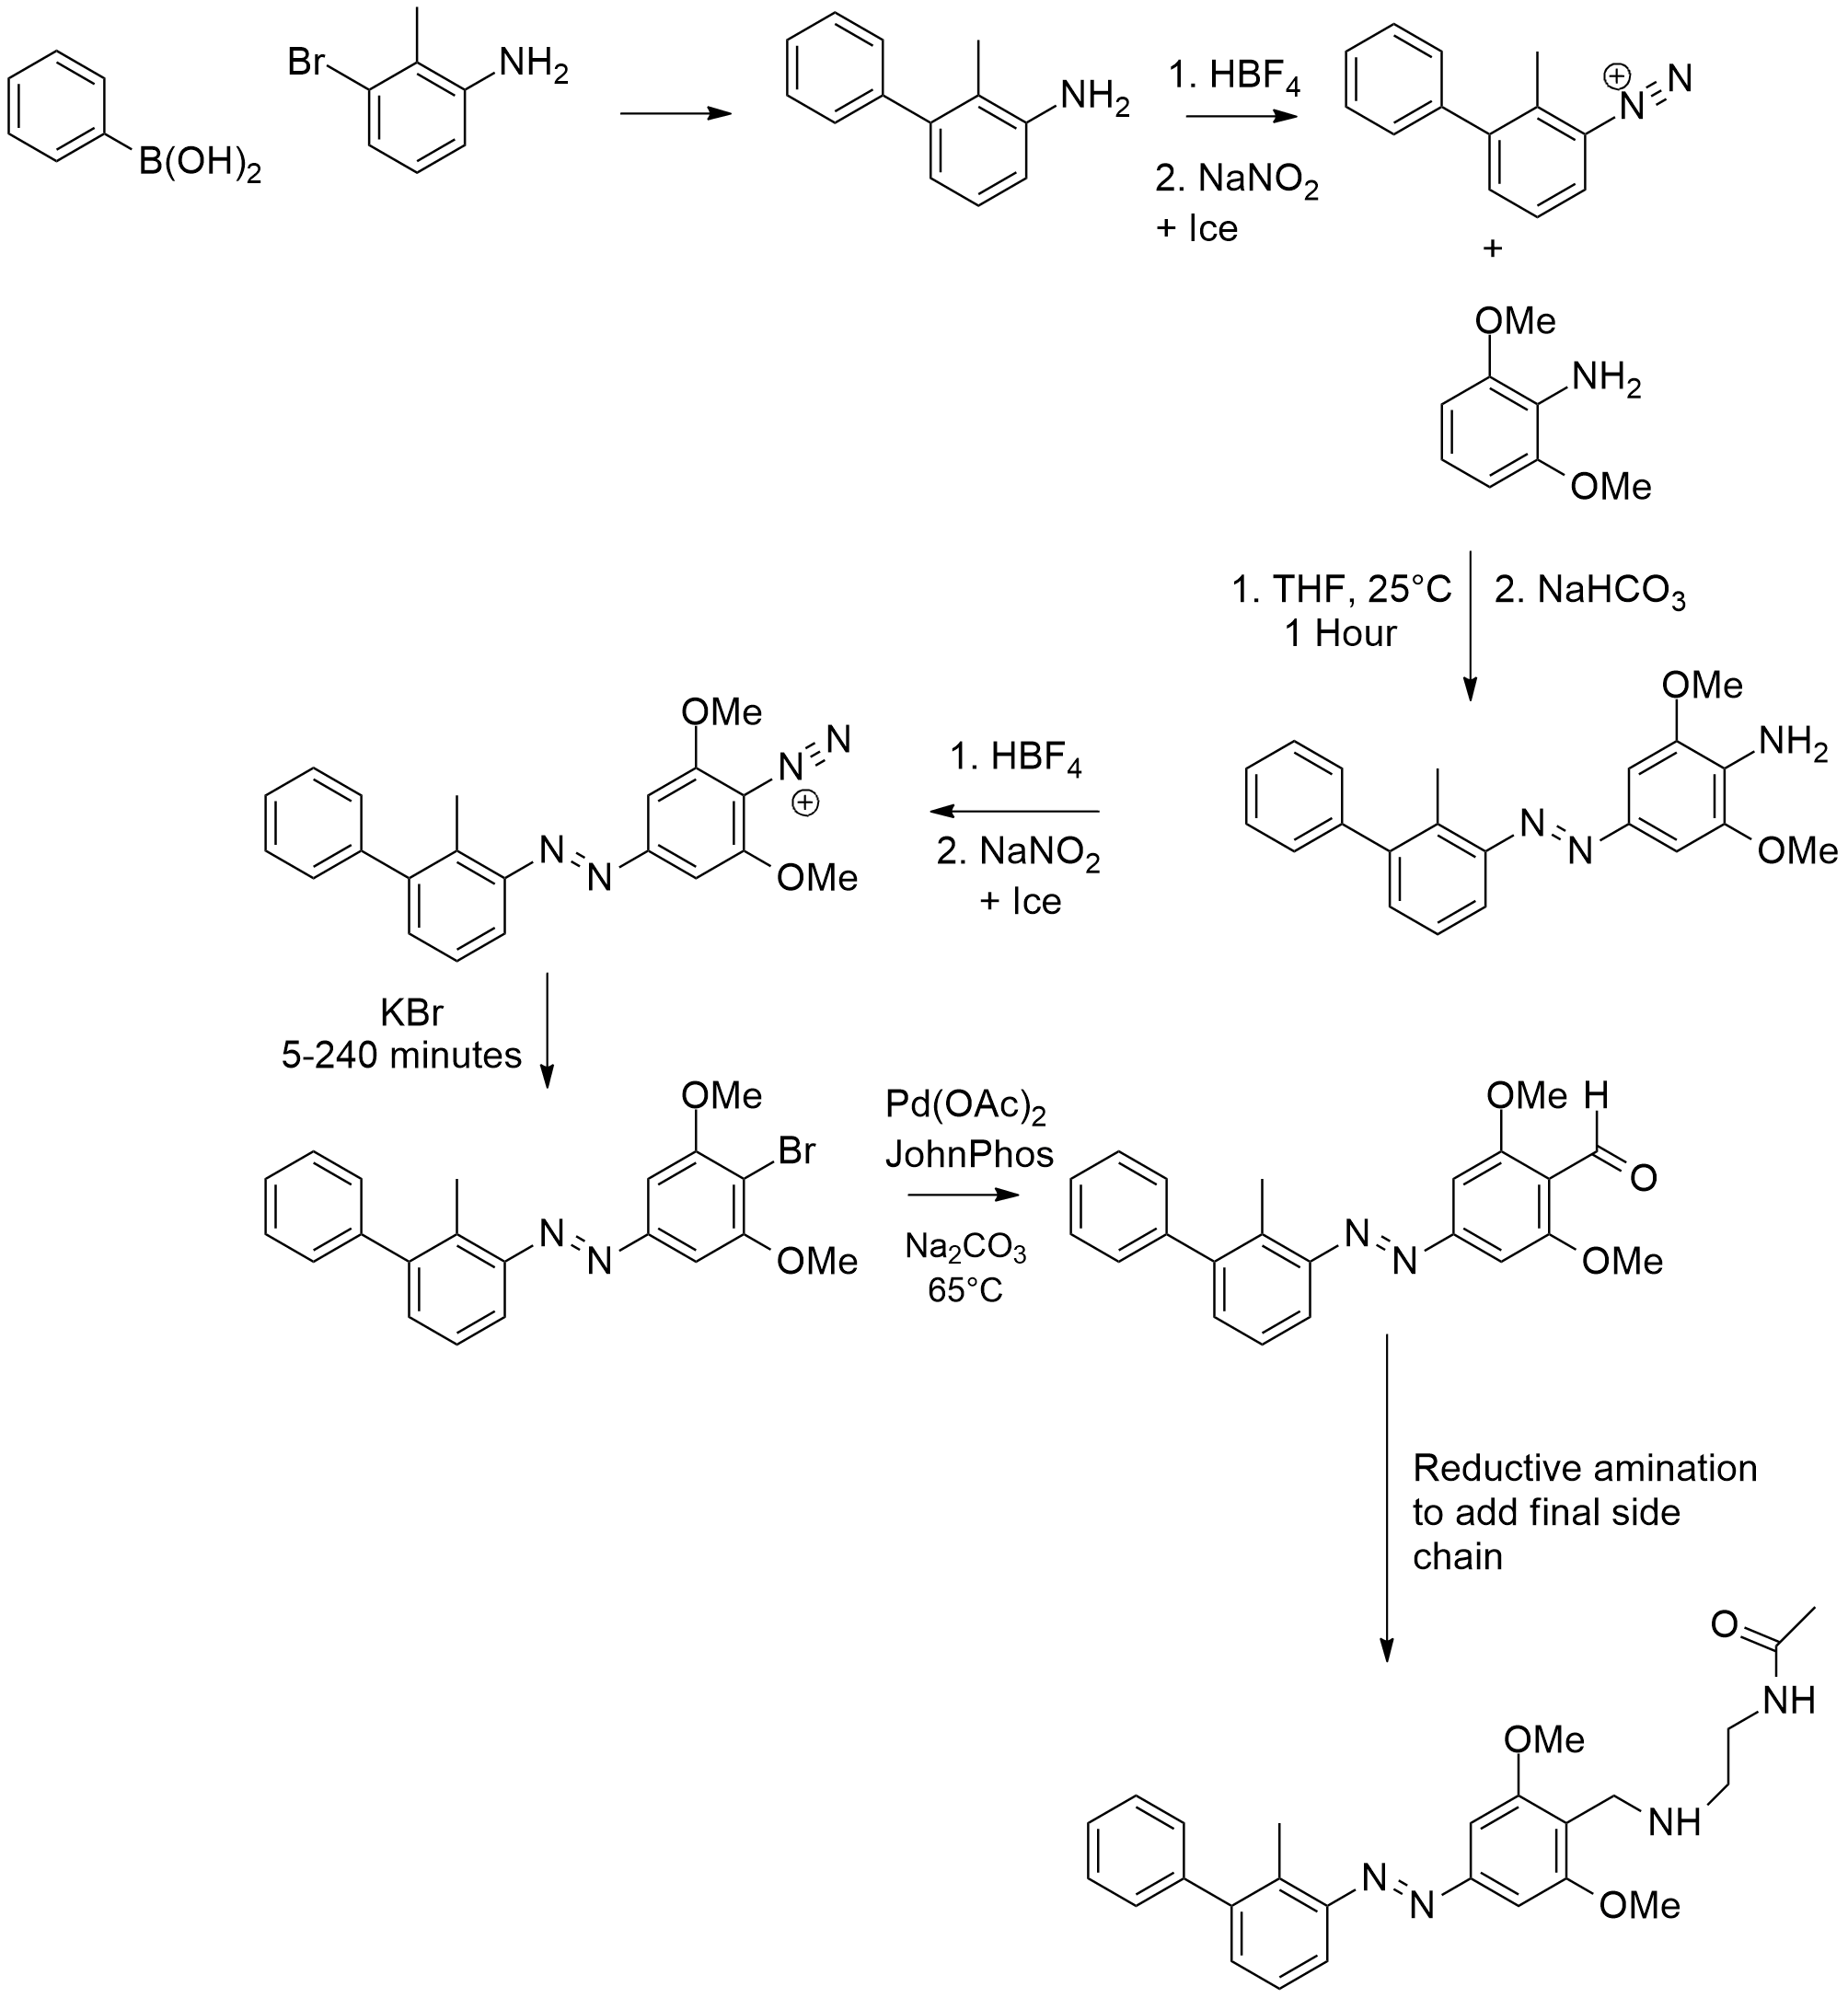 Br
NH2
B(OH)2
NH2
1. HBF4
2. NaNO2
+ Ice
⊕
N
N
+
OMe
NH2
OMe
1. THF, 25°C
1 Hour
2. NaHCO3
OMe
NH2
N
N
OMe
1. HBF4
2. NaNO2
+ Ice
OMe
N
N
⊕
N
N
OMe
KBr
5-240 minutes
OMe
Br
N
N
OMe
Pd(OAc)2
JohnPhos
Na2CO3
65°C
OMe
H
O
N
N
OMe
Reductive amination
to add final side
chain
O
NH
OMe
NH
N
N
OMe